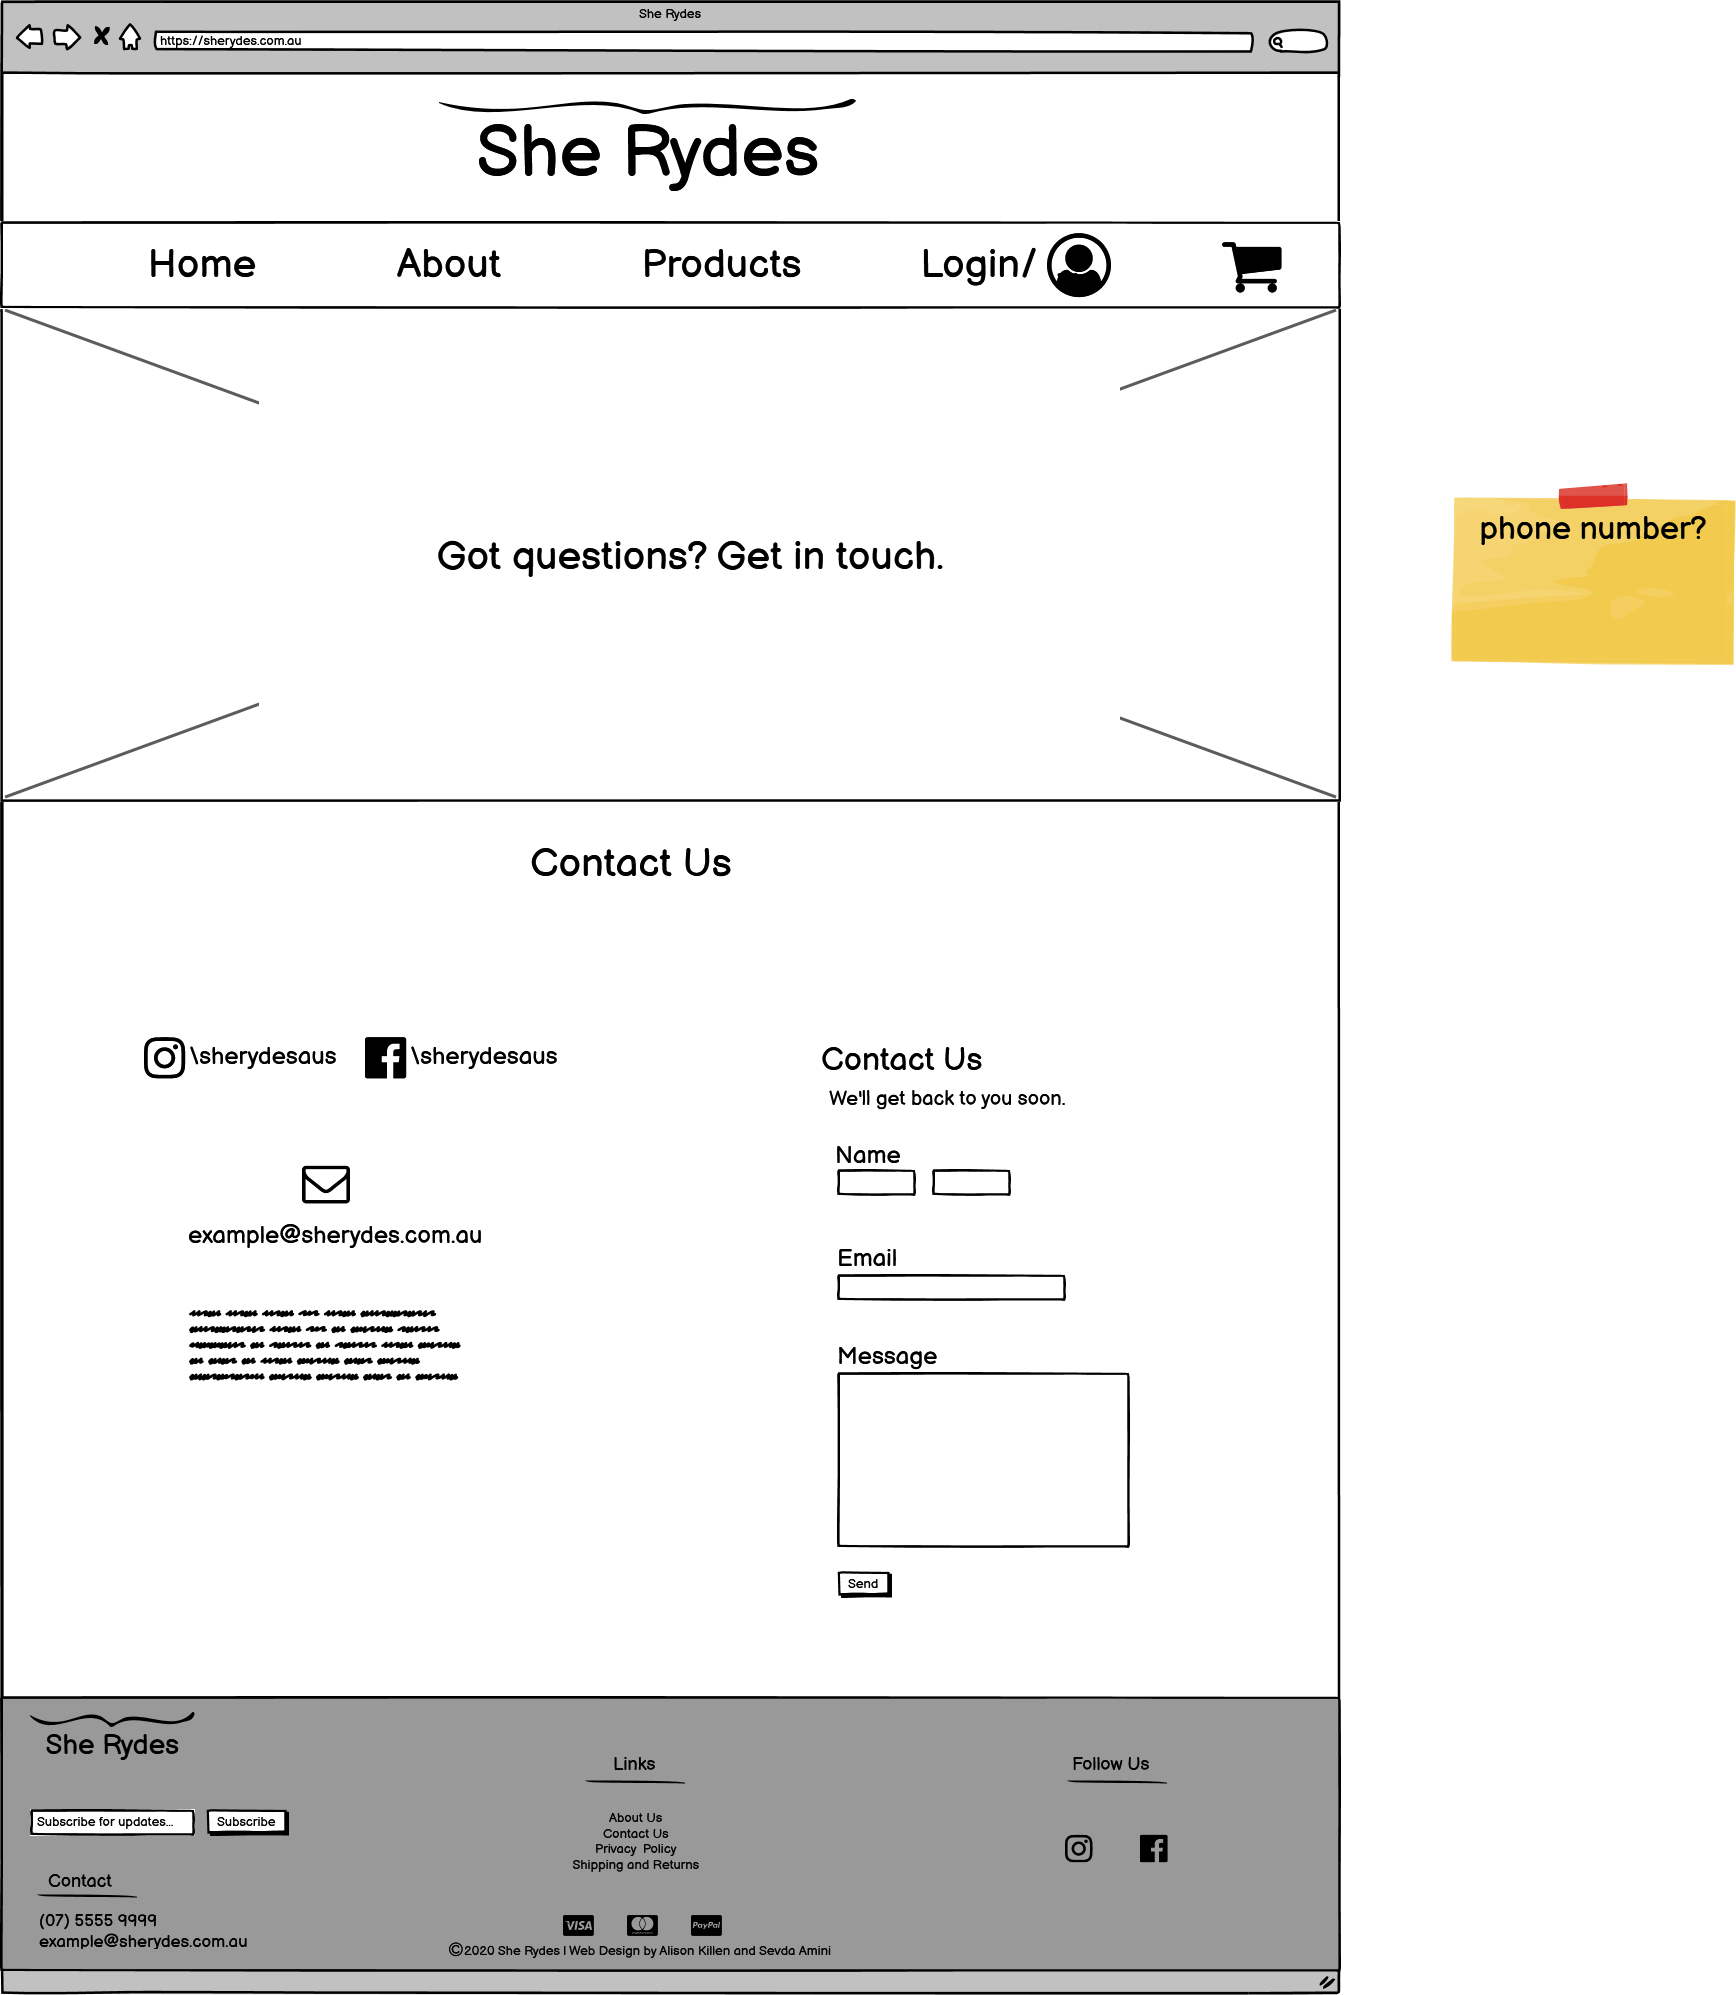 She Rydes
https://sherydes.com.au
She Rydes
Home About Products Login/
Got questions? Get in touch.
phone number?
Contact Us
\sherydesaus \sherydesaus
example@sherydes.com.au
Contact Us
We'll get back to you soon.
Name
Email
Message
Send
She Rydes
Subscribe for updates... Subscribe
Contact
(07) 5555 9999
example@sherydes.com.au
Links
About Us
Contact Us
Privacy Policy
Shipping and Returns
VISA PayPal
©2020 She Rydes | Web Design by Alison Killen and Sevda Amini
Follow Us